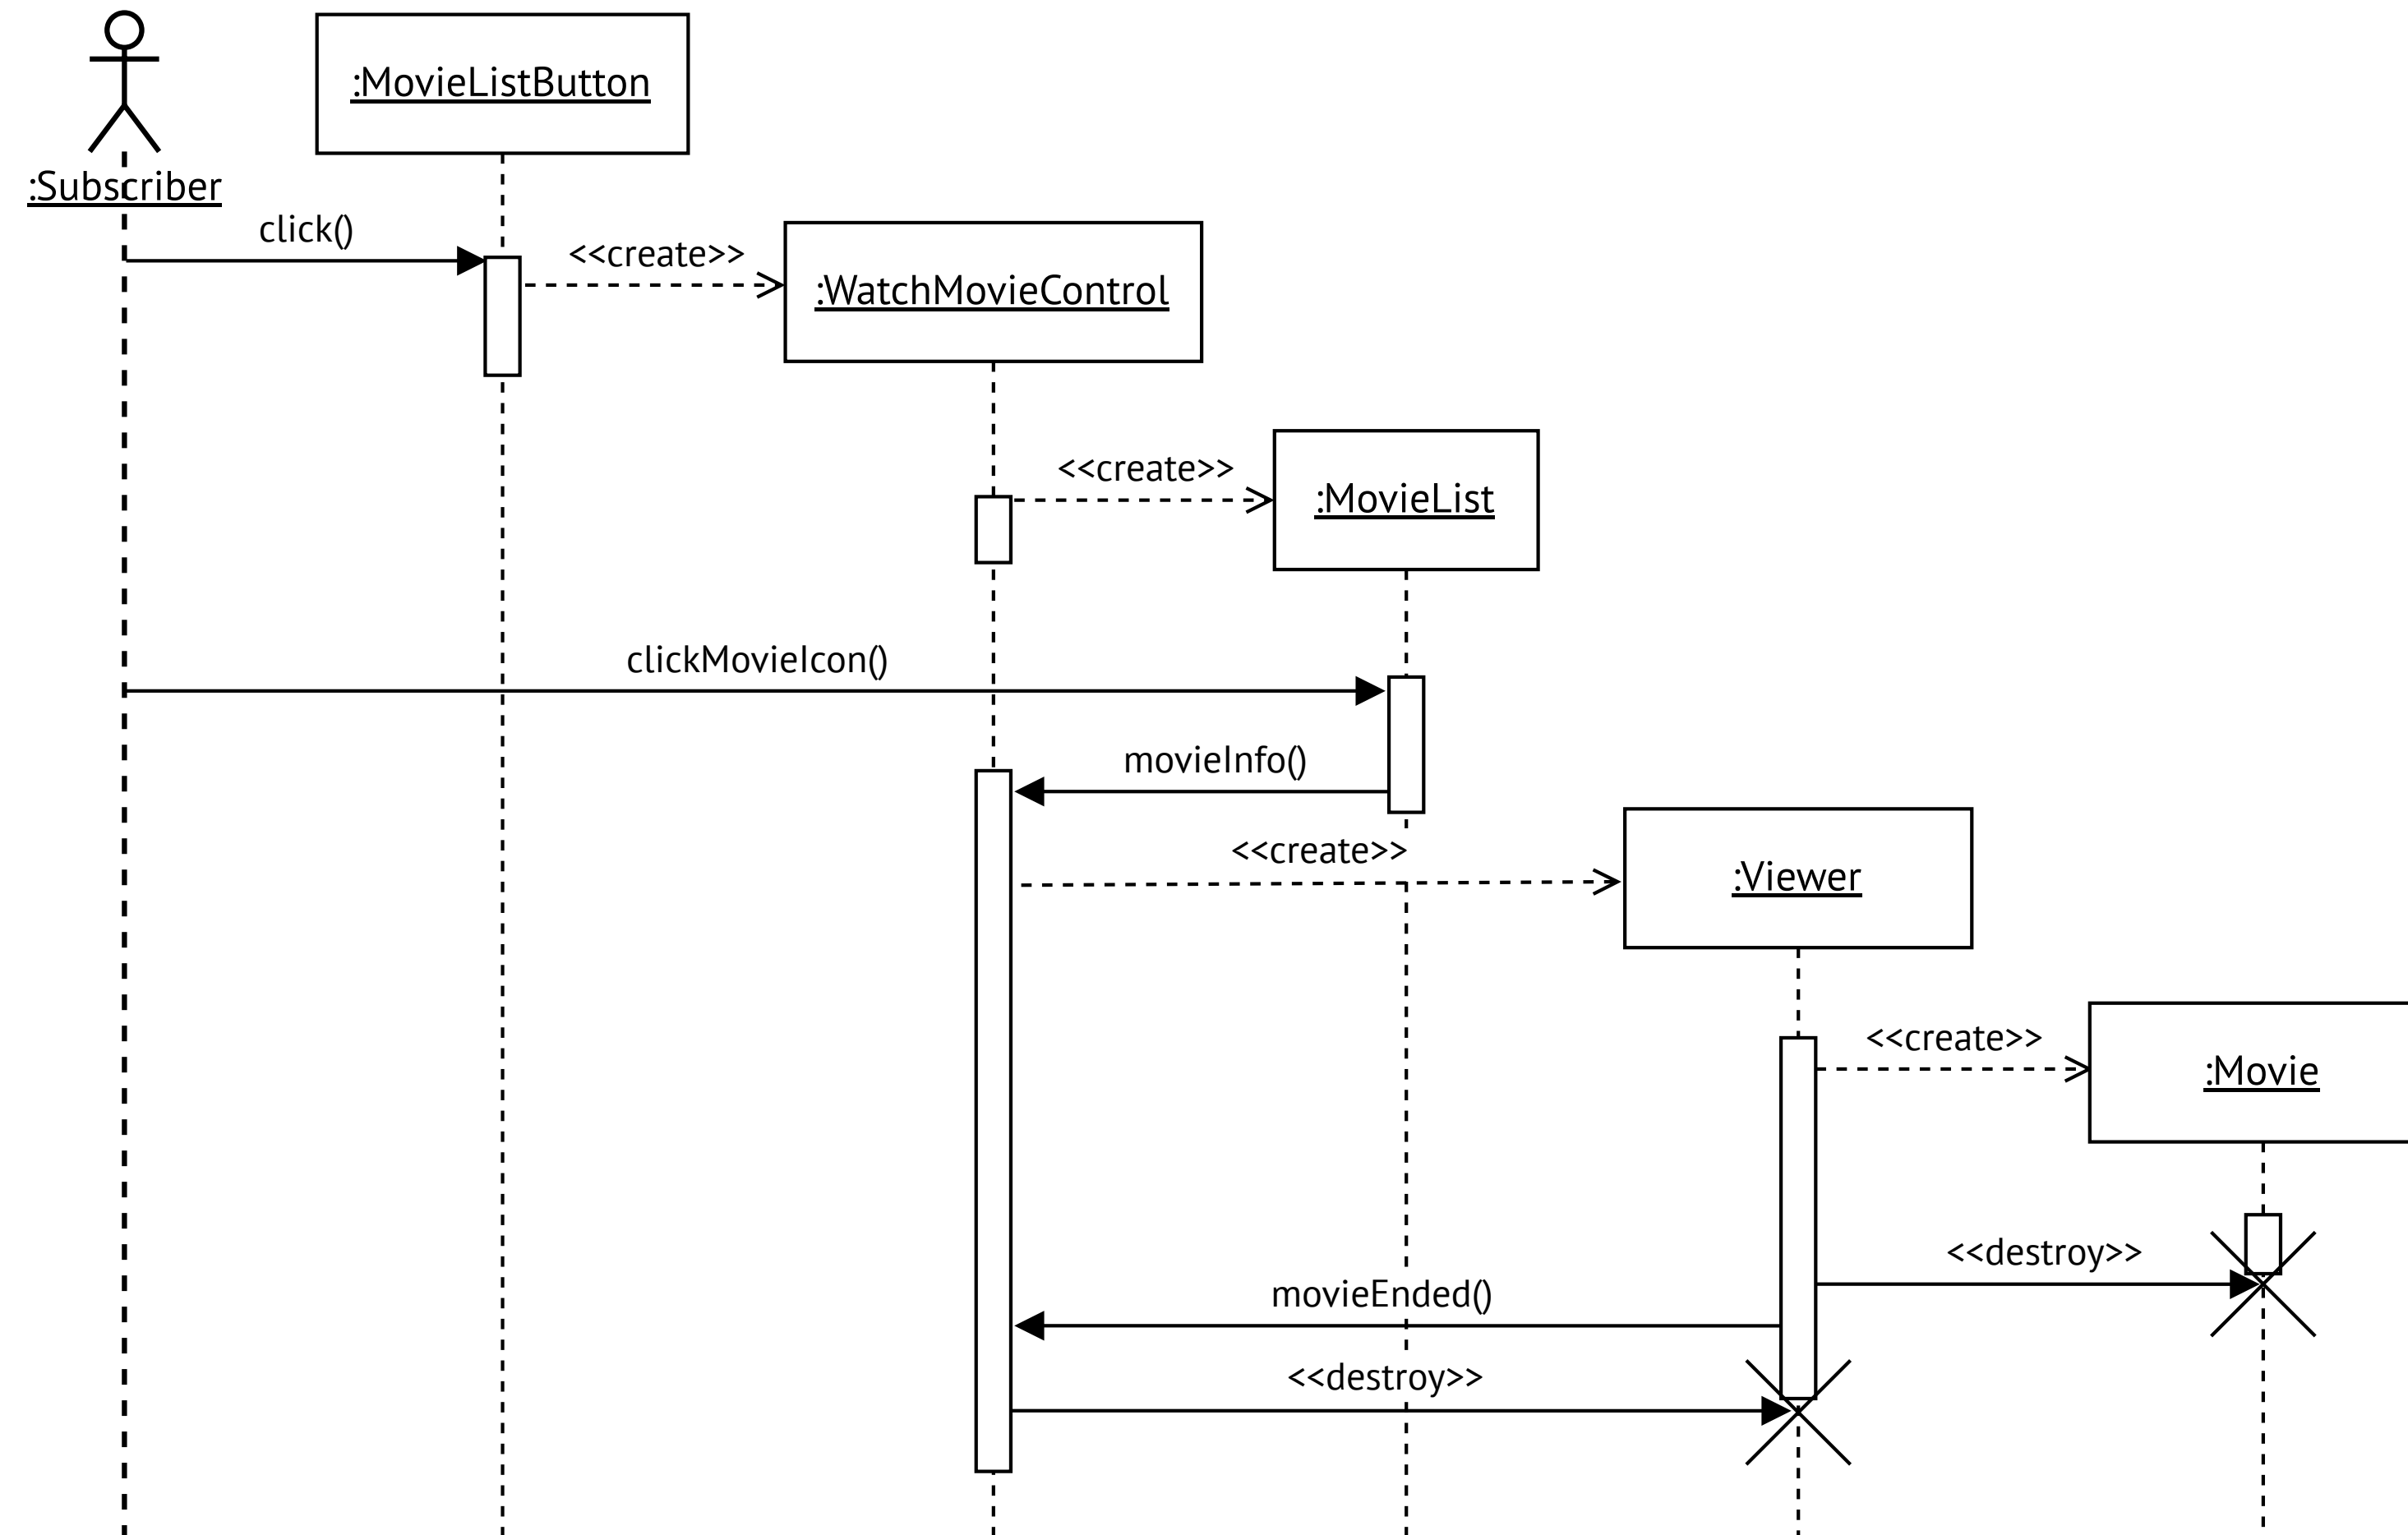 :MovieListButton
:Subscriber
click()
<<create>>
:WatchMovieControl
<<create>>
:MovieList
clickMovieIcon()
movieInfo()
<<create>>
:Viewer
<<create>>
:Movie
<<destroy>>
movieEnded()
<<destroy>>